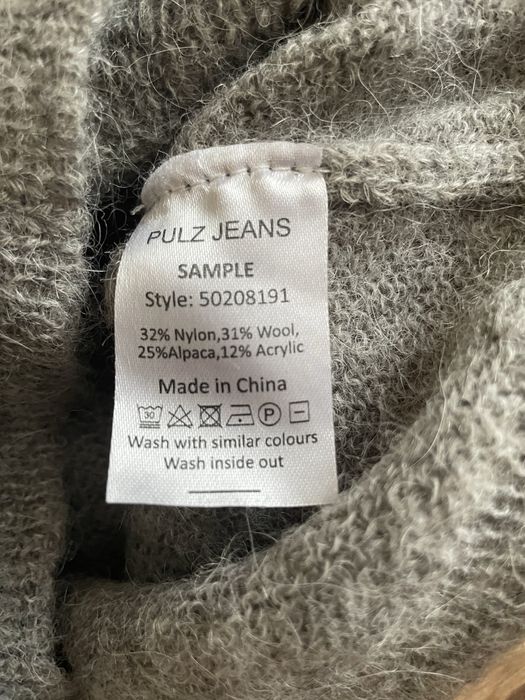 PULZ JEANS
SAMPLE
Style: 50208191
32% Nylon,31% Wool,
25%Alpaca,12% Acrylic
Made in China
30 P
Wash with similar colours
Wash inside out